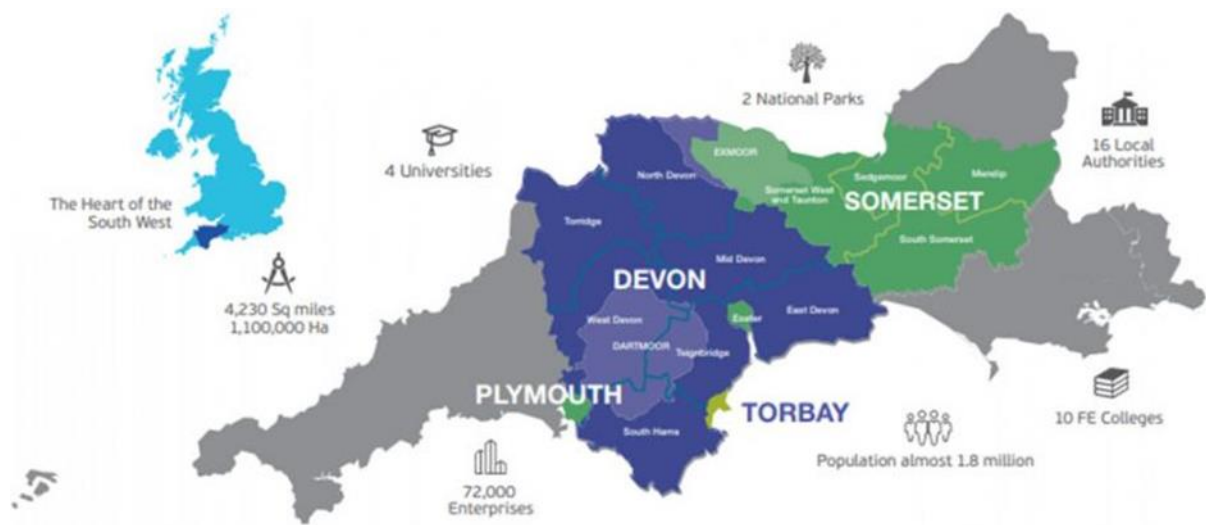 2 National Parks
16 Local
Authorities
4 Universities
The Heart of the
South West
4,230 Sq miles
1,100,000 Ha
EXMOOR
North Devon
Sedgemoor
Mendip
Somerset West
and Taunton
SOMERSET
Torridge
South Somerset
Mid Devon
DEVON
West Devon
Exeter
East Devon
DARTMOOR
Teignbridge
PLYMOUTH
TORBAY
South Hams
10 FE Colleges
Population almost 1.8 million
72,000
Enterprises